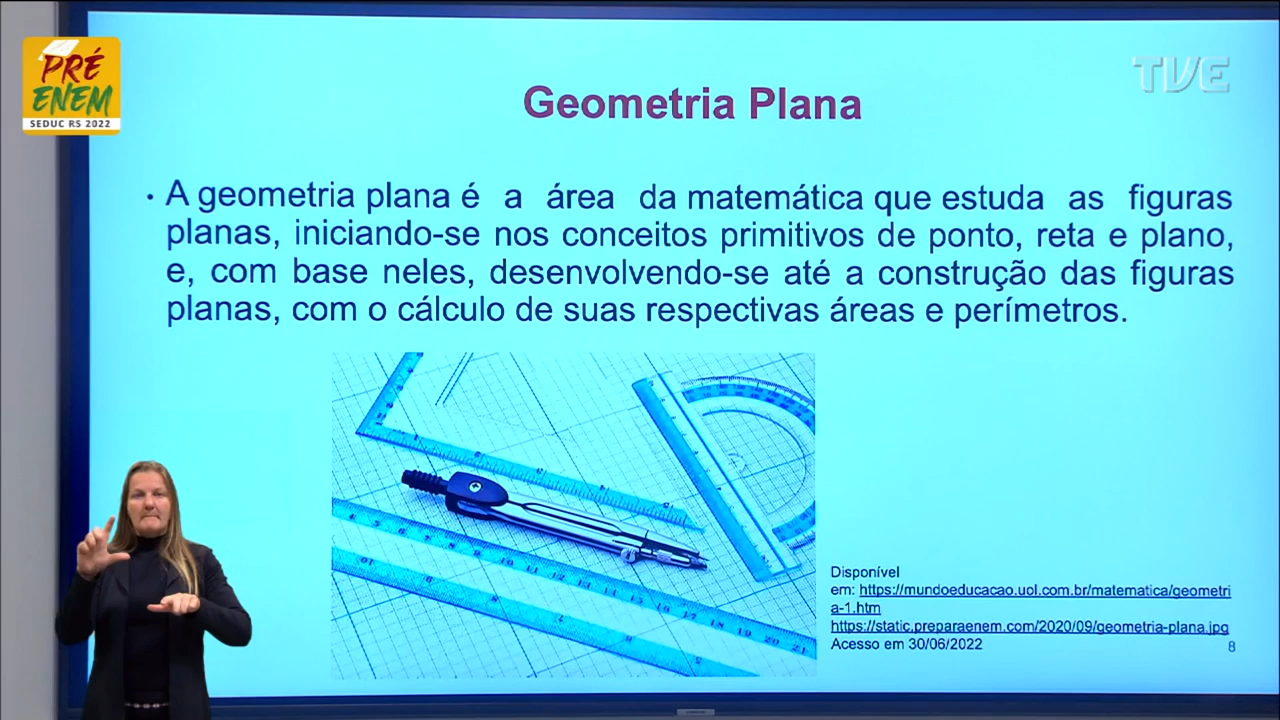 PRÉ
ENEM
SEDUC RS 2022
TVE
Geometria Plana
• A geometria plana é a área da matemática que estuda as figuras
planas, iniciando-se nos conceitos primitivos de ponto, reta e plano,
e, com base neles, desenvolvendo-se até a construção das figuras
planas, com o cálculo de suas respectivas áreas e perímetros.
Disponível
em: https://mundoeducacao.uol.com.br/matematica/geometri
a-1.htm
https://static.preparaenem.com/2020/09/geometria-plana.jpg
Acesso em 30/06/2022
8